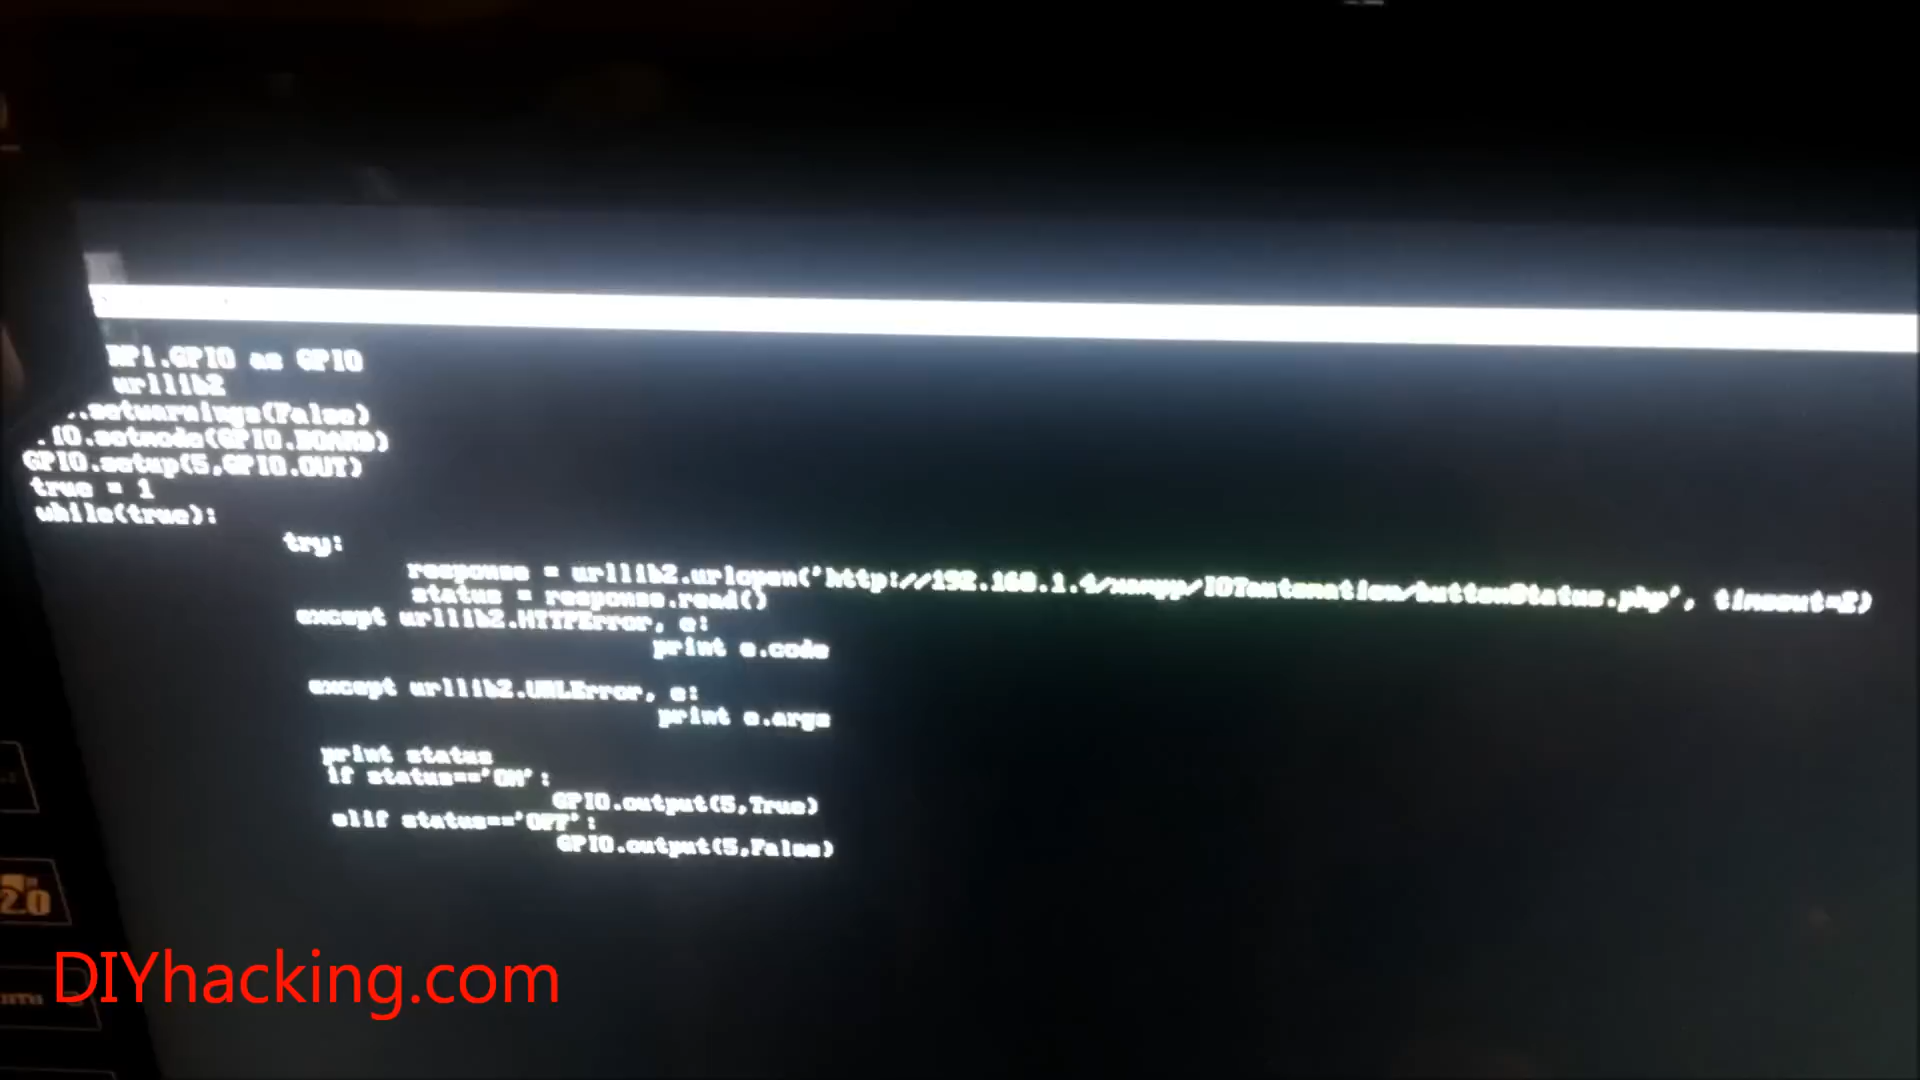 RPi.GPIO as GPIO
urllib2
.setwarnings(False)
IO.setmode(GPIO.BOARD)
GPIO.setup(5,GPIO.OUT)
true = 1
while(true):
try:
response = urllib2.urlopen('http://192.168.1.4/xampp/IOTautomation/buttonStatus.php', timeout=2)
status = response.read()
except urllib2.HTTPError, e:
print e.code
except urllib2.URLError, e:
print e.args
print status
if status=='ON':
GPIO.output(5,True)
elif status=='OFF':
GPIO.output(5,False)
2.0
DIYhacking.com